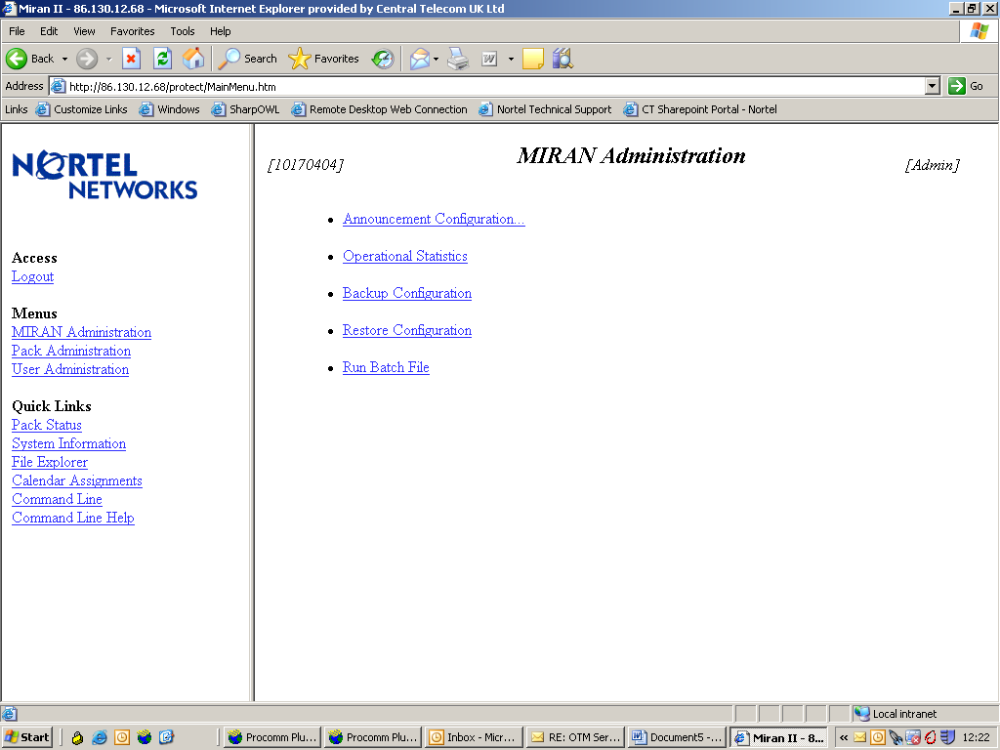 Miran II - 86.130.12.68 - Microsoft Internet Explorer provided by Central Telecom UK Ltd
File Edit View Favorites Tools Help
Back Search Favorites
Address http://86.130.12.68/protect/MainMenu.htm Go
Links Customize Links Windows SharpOWL Remote Desktop Web Connection Nortel Technical Support CT Sharepoint Portal - Nortel
NORTEL
NETWORKS
Access
Logout
Menus
MIRAN Administration
Pack Administration
User Administration
Quick Links
Pack Status
System Information
File Explorer
Calendar Assignments
Command Line
Command Line Help
[10170404] MIRAN Administration [Admin]
Announcement Configuration...
Operational Statistics
Backup Configuration
Restore Configuration
Run Batch File
Local intranet
Start Procomm Plu... Procomm Plu... Inbox - Micr... RE: OTM Ser... Document5 -... Miran II - 8... « 12:22